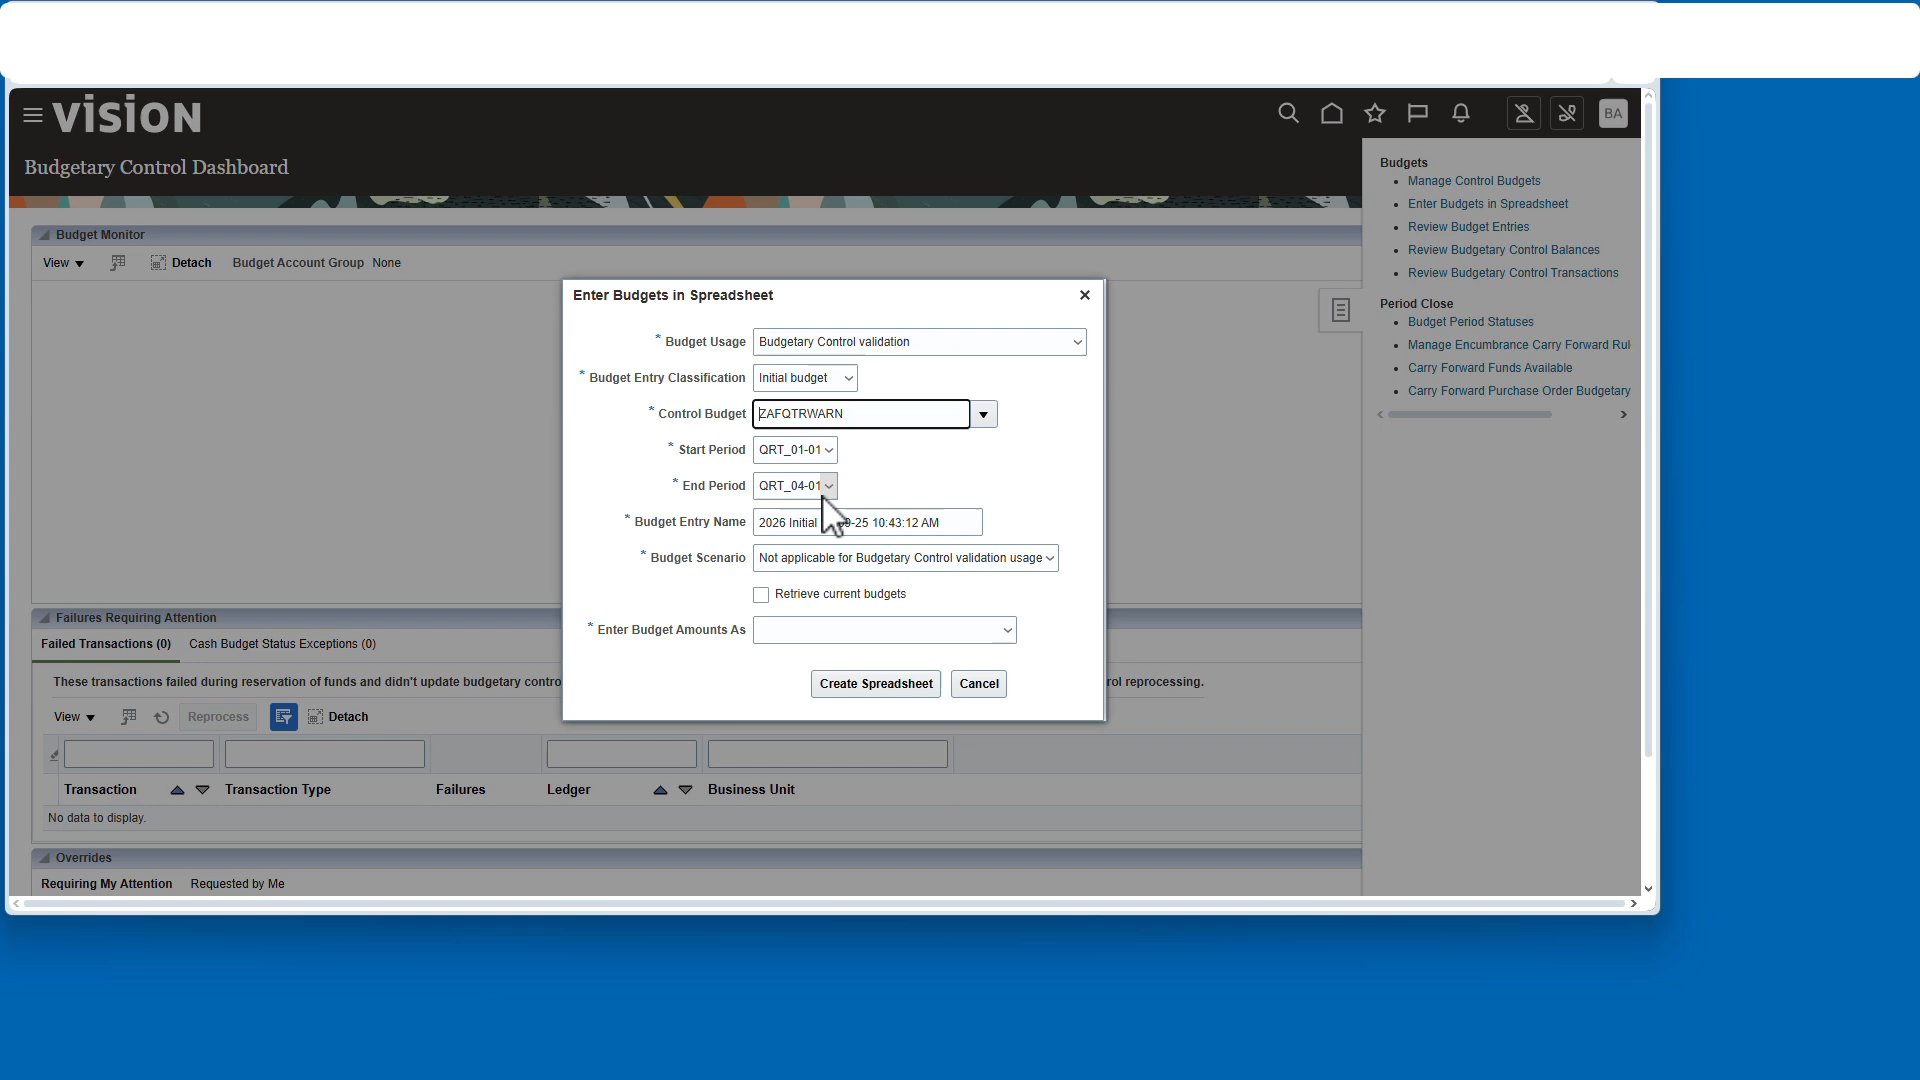 VISION
BA
Budgetary Control Dashboard
Budgets
Manage Control Budgets
Enter Budgets in Spreadsheet
Review Budget Entries
Review Budgetary Control Balances
Review Budgetary Control Transactions
Period Close
Budget Period Statuses
Manage Encumbrance Carry Forward Rul
Carry Forward Funds Available
Carry Forward Purchase Order Budgetary
Budget Monitor
View Detach Budget Account Group None
Enter Budgets in Spreadsheet
* Budget Usage Budgetary Control validation
* Budget Entry Classification Initial budget
* Control Budget ZAFQTRWARN
* Start Period QRT_01-01
* End Period QRT_04-01
* Budget Entry Name 2026 Initial 9-25 10:43:12 AM
* Budget Scenario Not applicable for Budgetary Control validation usage
Retrieve current budgets
* Enter Budget Amounts As
Create Spreadsheet Cancel
Failures Requiring Attention
Failed Transactions (0) Cash Budget Status Exceptions (0)
These transactions failed during reservation of funds and didn't update budgetary contro rol reprocessing.
View Reprocess Detach
Transaction Transaction Type Failures Ledger Business Unit
No data to display.
Overrides
Requiring My Attention Requested by Me